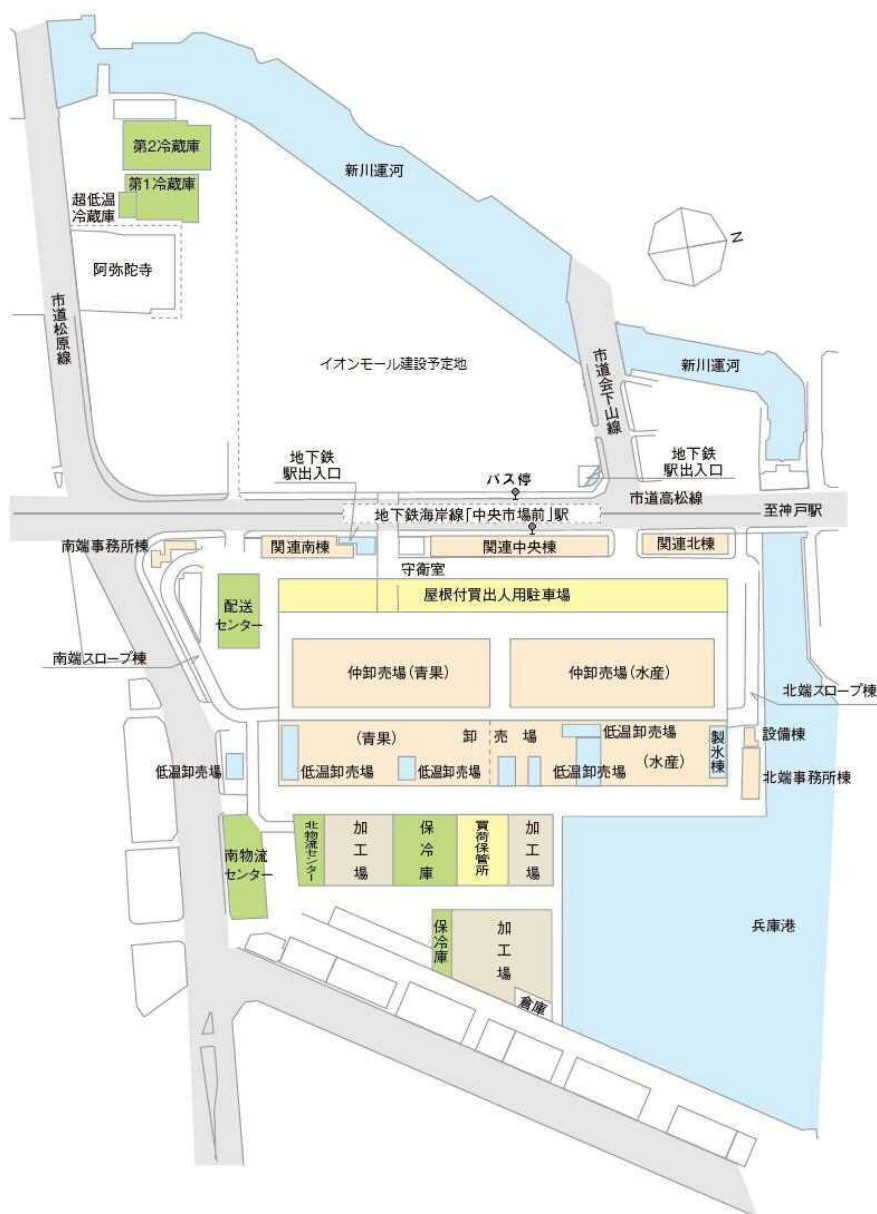 新川運河
第2冷蔵庫
第1冷蔵庫
超低温
冷蔵庫
阿弥陀寺
N
市道松原線
イオンモール建設予定地
新川運河
市道会下山線
地下鉄
駅出入口
バス停
地下鉄
駅出入口
市道高松線
至神戸駅
地下鉄海岸線「中央市場前」駅
南端事務所棟
関連南棟
関連中央棟
関連北棟
守衛室
屋根付買出人用駐車場
配送
センター
南端スロープ棟
仲卸売場(青果)
仲卸売場(水産)
北端スロープ棟
(青果)
卸売場
低温卸売場
(水産)
製氷棟
設備棟
低温卸売場
低温卸売場
低温卸売場
低温卸売場
北端事務所棟
北物流センター
加工場
保冷庫
買荷保管所
加工場
南物流
センター
保冷庫
加工場
倉庫
兵庫港